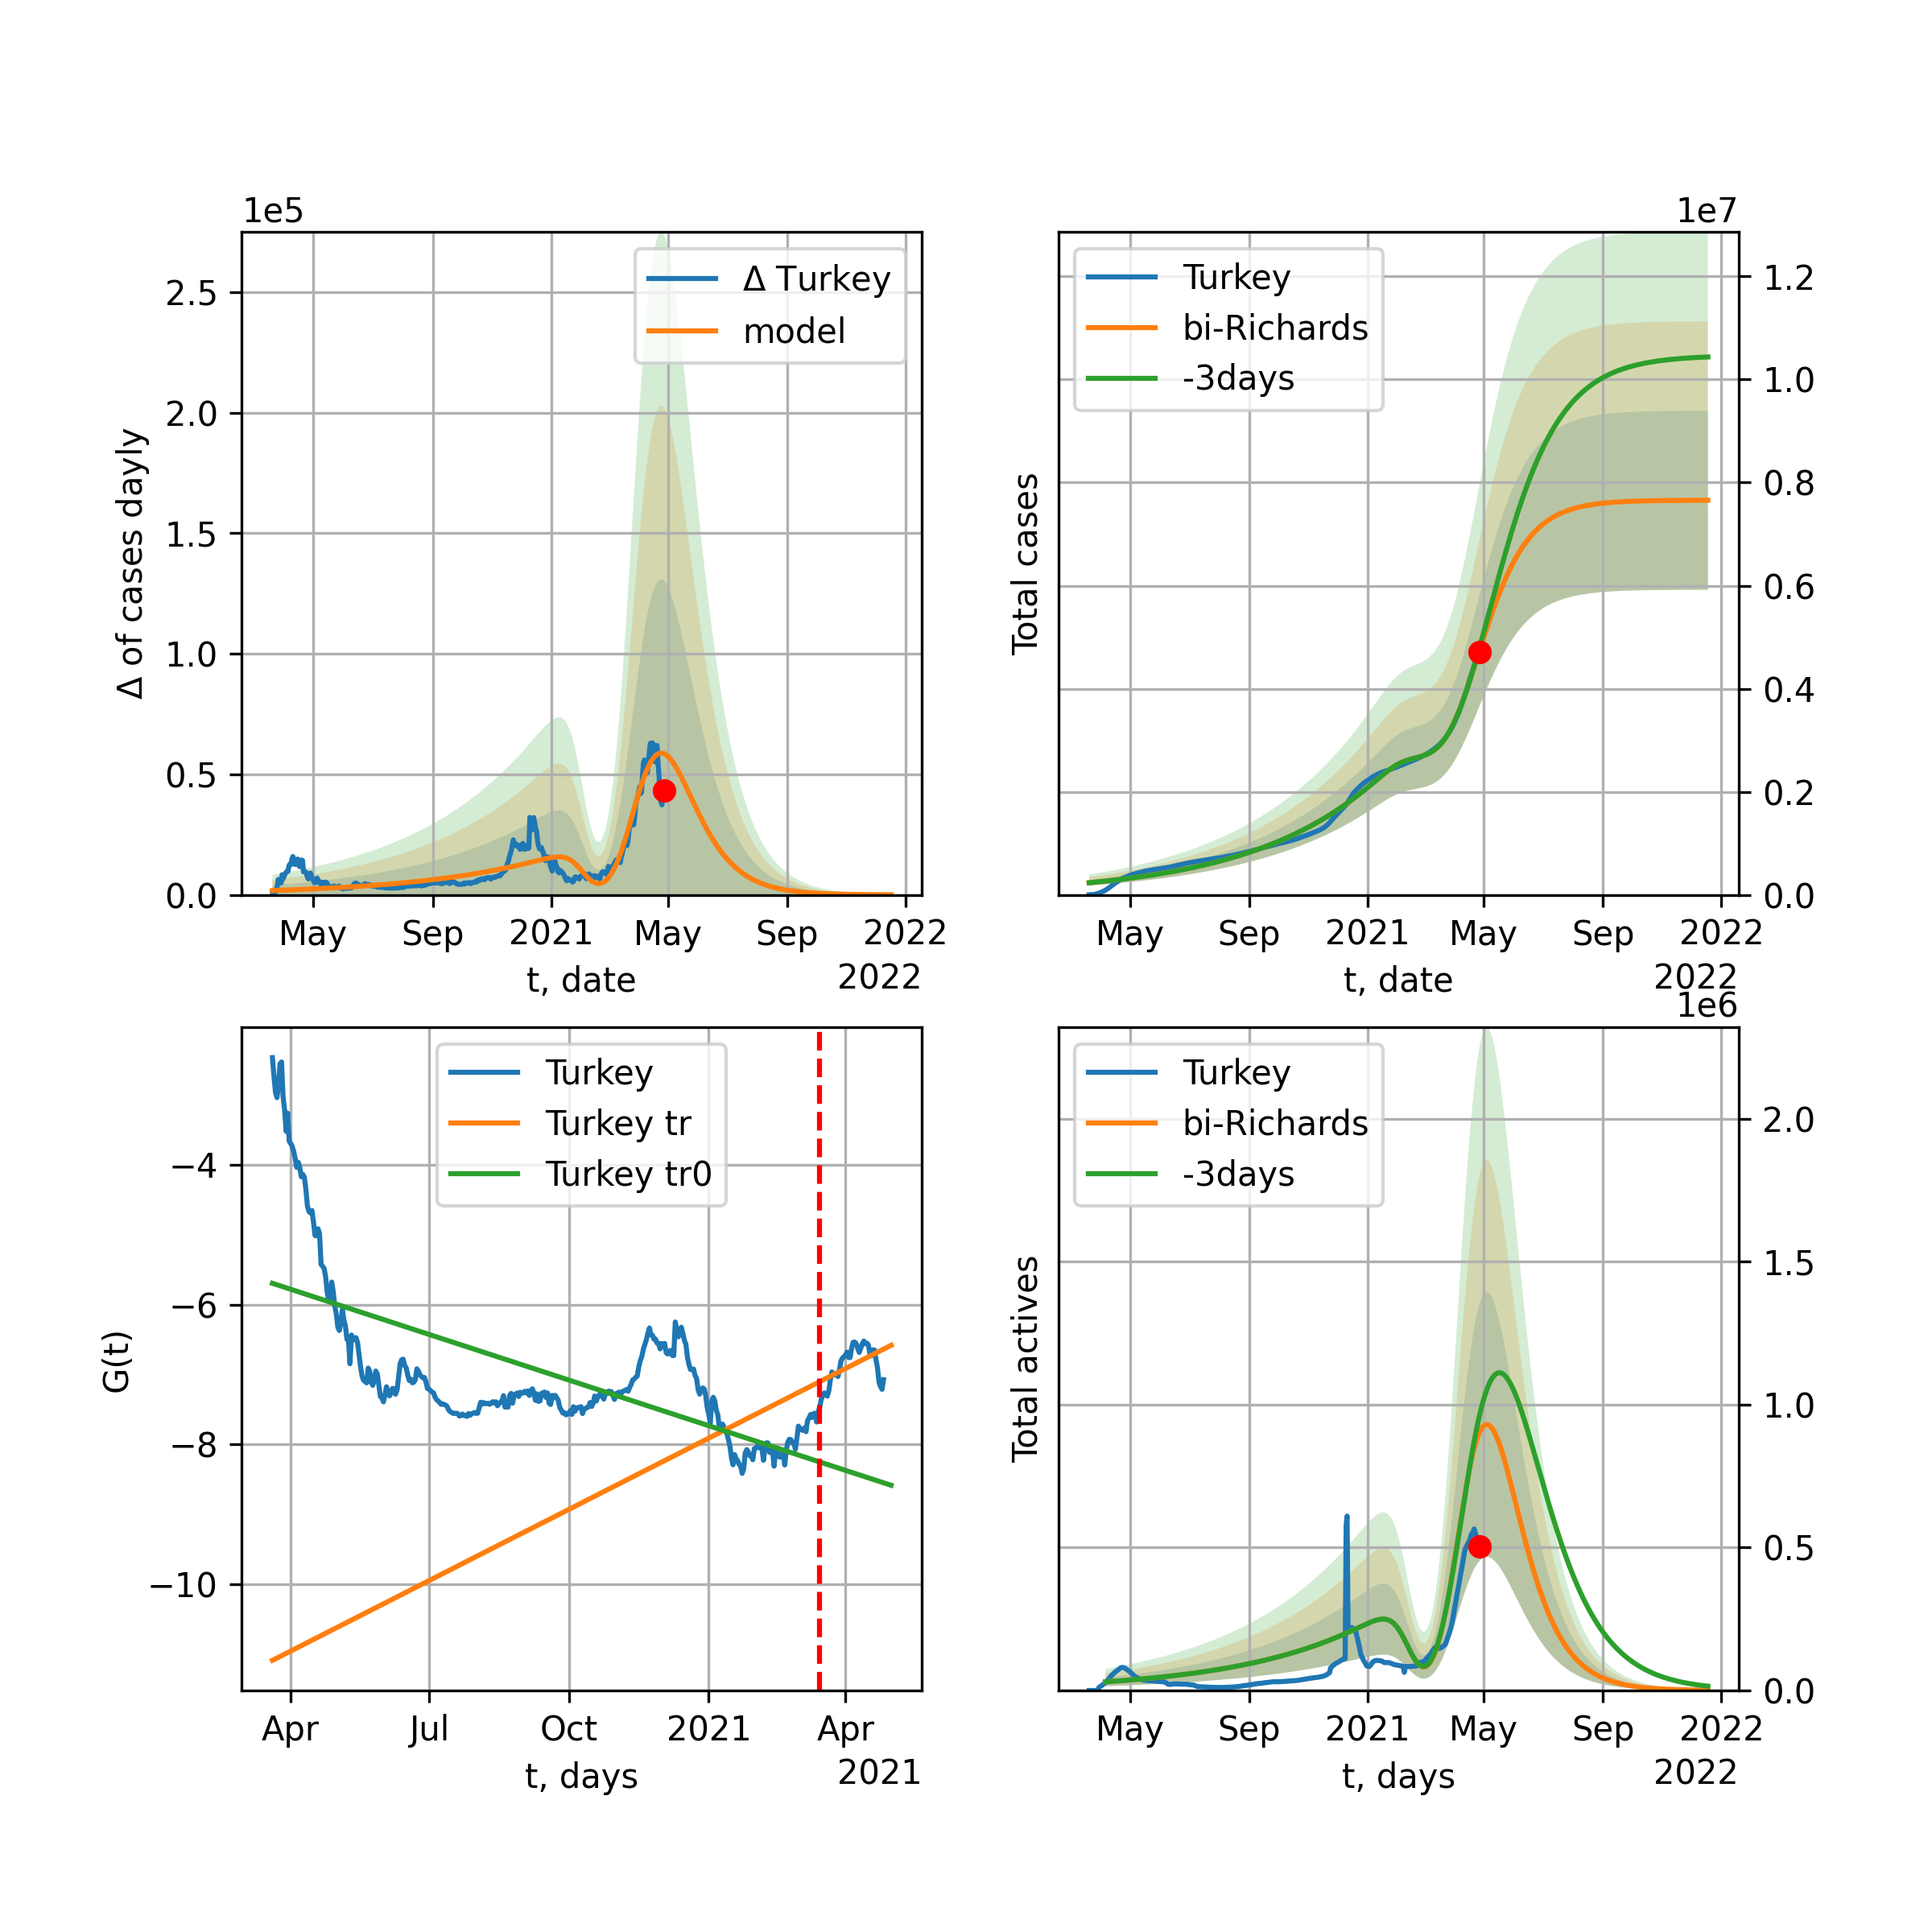 1e5
Δ Turkey
model
2.5
2.0
1.5
1.0
0.5
0.0
Δ of cases dayly
May Sep 2021 May Sep 2022
t, date
2022
1e7
Turkey
bi-Richards
-3days
Total cases
1.2
1.0
0.8
0.6
0.4
0.2
0.0
May Sep 2021 May Sep 2022
t, date
2022
Turkey
Turkey tr
Turkey tr0
−4
−6
−8
−10
G(t)
Apr Jul Oct 2021 Apr
t, days
2021
1e6
Turkey
bi-Richards
-3days
Total actives
2.0
1.5
1.0
0.5
0.0
May Sep 2021 May Sep 2022
t, days
2022